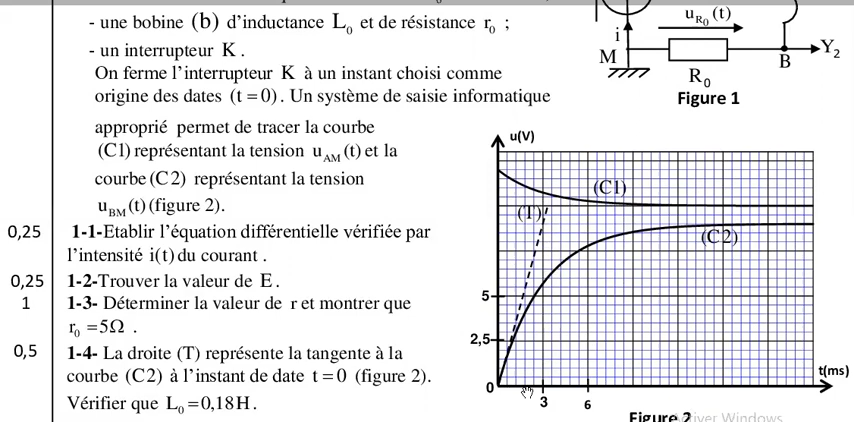 - une bobine (b) d'inductance L₀ et de résistance r₀ ;
- un interrupteur K .
On ferme l'interrupteur K à un instant choisi comme
origine des dates (t = 0). Un système de saisie informatique
approprié permet de tracer la courbe
(C1) représentant la tension u_AM (t) et la
courbe (C2) représentant la tension
u_BM (t) (figure 2).
0,25 1-1-Etablir l'équation différentielle vérifiée par
l'intensité i(t) du courant .
0,25 1-2-Trouver la valeur de E .
1 1-3- Déterminer la valeur de r et montrer que
r₀ =5Ω .
0,5 1-4- La droite (T) représente la tangente à la
courbe (C2) à l'instant de date t = 0 (figure 2).
Vérifier que L₀ =0,18H .
u_R₀ (t)
i
M
R₀
B
Y₂
Figure 1
u(V)
(C1)
(T)
(C2)
5
2,5
0
3
6
t(ms)
Figure 2
iver Windows